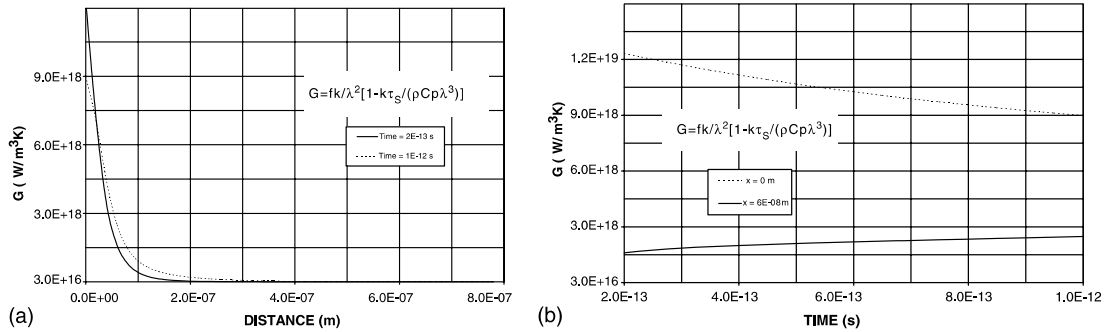 9.0E+18
6.0E+18
3.0E+18
3.0E+16
G ( W/m³K)
G=fk/λ²[1-kτS/(ρCpλ³)]
Time = 2E-13 s
Time = 1E-12 s
0.0E+00
2.0E-07
4.0E-07
6.0E-07
8.0E-07
DISTANCE (m)
(a)
1.2E+19
9.0E+18
6.0E+18
3.0E+18
3.0E+16
G ( W/m³K)
G=fk/λ²[1-kτS/(ρCpλ³)]
x = 0 m
x = 6E-08m
2.0E-13
4.0E-13
6.0E-13
8.0E-13
1.0E-12
TIME (s)
(b)